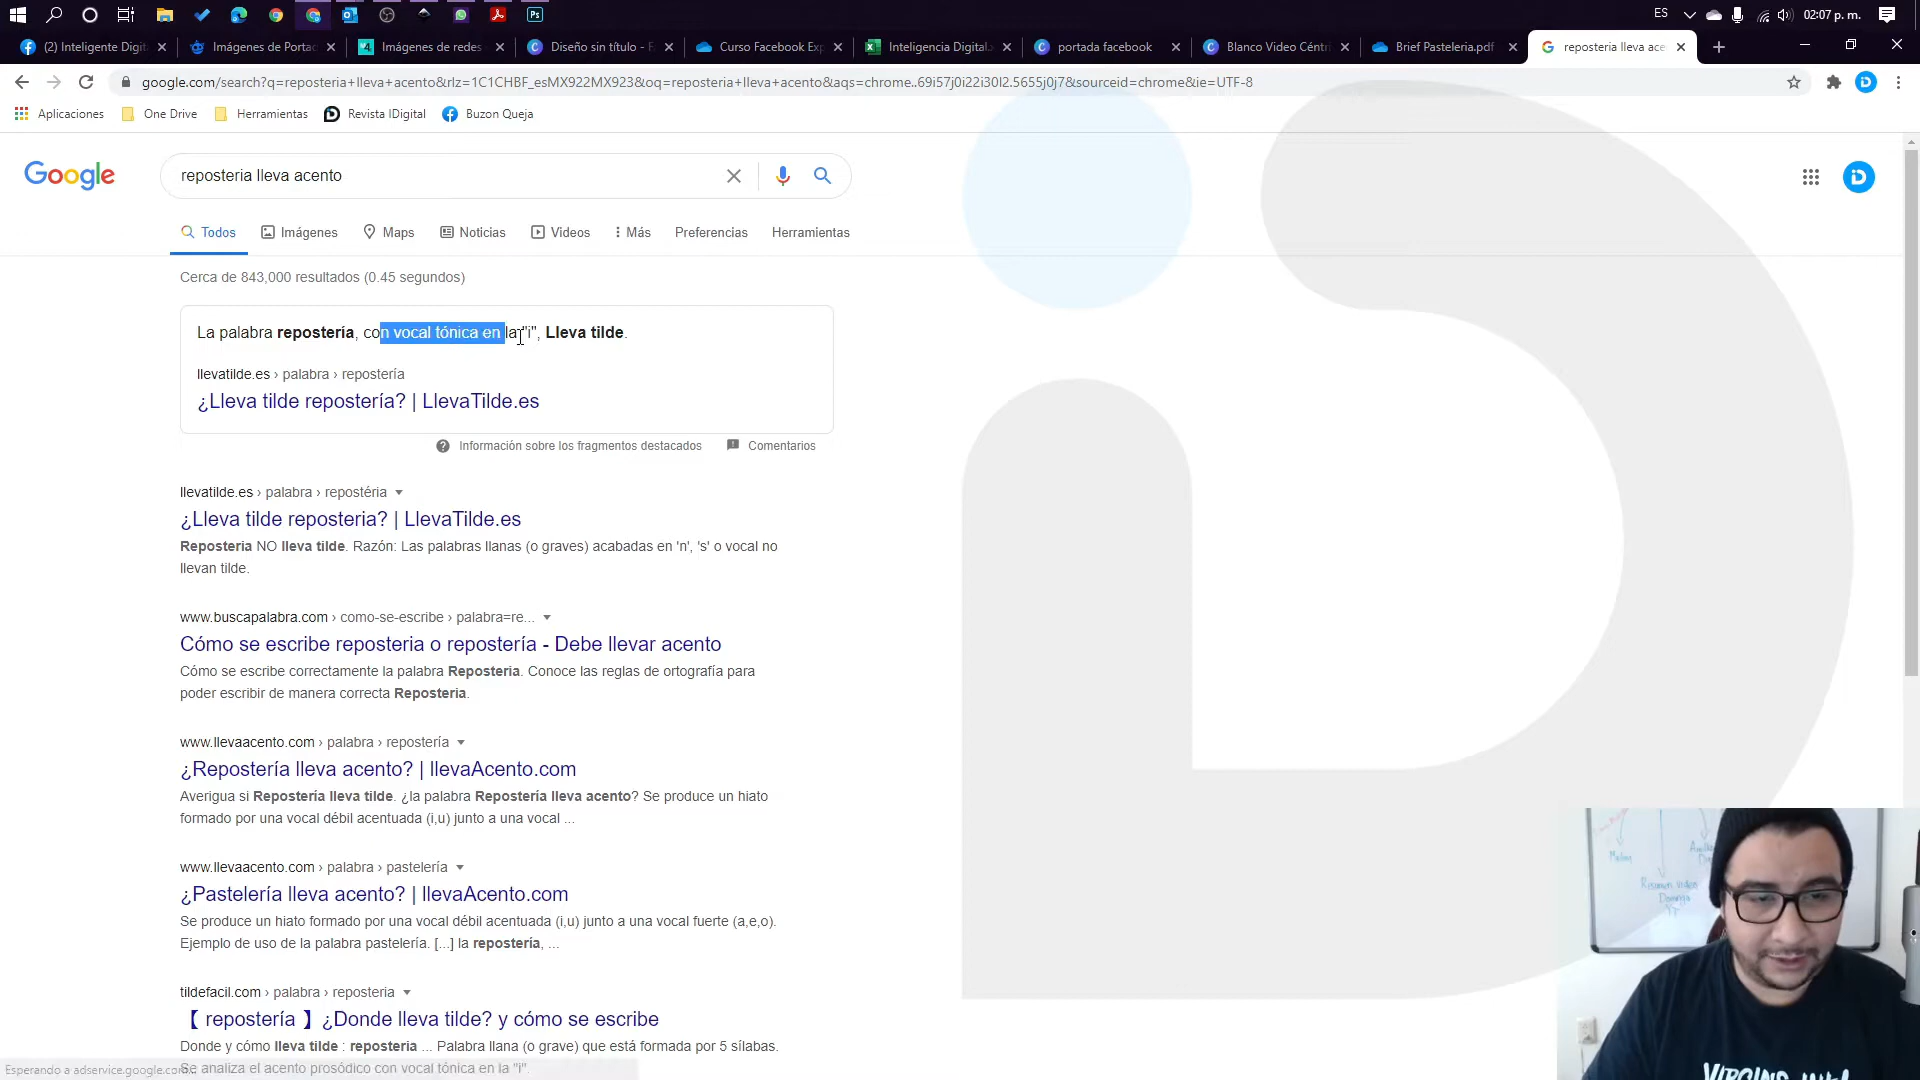 ES
02:07 p. m.
(2) Inteligente Digit
Imágenes de Portac
Imágenes de redes
Diseño sin título - F
Curso Facebook Exp
Inteligencia Digital.x
portada facebook
Blanco Video Céntri
Brief Pasteleria.pdf
reposteria lleva ace
google.com/search?q=reposteria+lleva+acento&rlz=1C1CHBF_esMX922MX923&oq=reposteria+lleva+acento&aqs=chrome..69i57j0i22i30l2.5655j0j7&sourceid=chrome&ie=UTF-8
Aplicaciones
One Drive
Herramientas
Revista IDigital
Buzon Queja
Google
reposteria lleva acento
Todos
Imágenes
Maps
Noticias
Videos
Más
Preferencias
Herramientas
Cerca de 843,000 resultados (0.45 segundos)
La palabra repostería, con vocal tónica en la "i", Lleva tilde.
llevatilde.es › palabra › repostería
¿Lleva tilde repostería? | LlevaTilde.es
Información sobre los fragmentos destacados
Comentarios
llevatilde.es › palabra › repostéria
¿Lleva tilde reposteria? | LlevaTilde.es
Reposteria NO lleva tilde. Razón: Las palabras llanas (o graves) acabadas en 'n', 's' o vocal no
llevan tilde.
www.buscapalabra.com › como-se-escribe › palabra=re...
Cómo se escribe reposteria o repostería - Debe llevar acento
Cómo se escribe correctamente la palabra Reposteria. Conoce las reglas de ortografía para
poder escribir de manera correcta Reposteria.
www.llevaacento.com › palabra › repostería
¿Repostería lleva acento? | llevaAcento.com
Averigua si Repostería lleva tilde. ¿la palabra Repostería lleva acento? Se produce un hiato
formado por una vocal débil acentuada (i,u) junto a una vocal ...
www.llevaacento.com › palabra › pastelería
¿Pastelería lleva acento? | llevaAcento.com
Se produce un hiato formado por una vocal débil acentuada (i,u) junto a una vocal fuerte (a,e,o).
Ejemplo de uso de la palabra pastelería. [...] la repostería, ...
tildefacil.com › palabra › reposteria
【 repostería 】¿Donde lleva tilde? y cómo se escribe
Donde y cómo lleva tilde : reposteria ... Palabra llana (o grave) que está formada por 5 sílabas.
Se analiza el acento prosódico con vocal tónica en la "i".
Esperando a adservice.google.com...
Resumen video